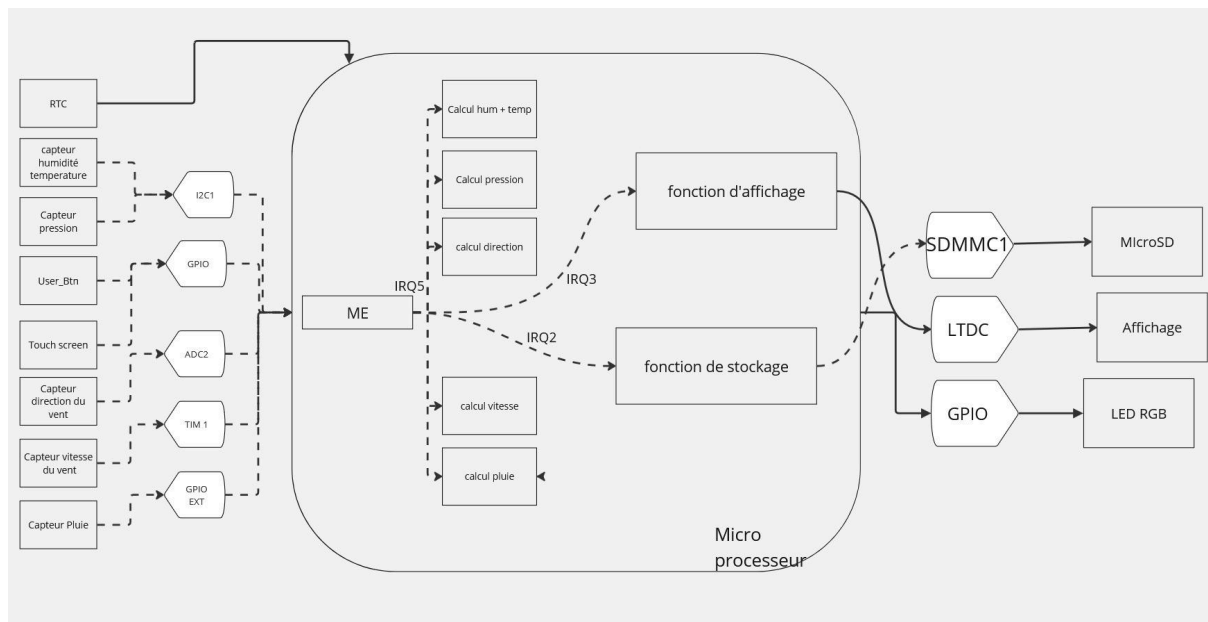 RTC
capteur
humidité
temperature
Capteur
pression
User_Btn
Touch screen
Capteur
direction du
vent
Capteur vitesse
du vent
Capteur Pluie
I2C1
GPIO
ADC2
TIM 1
GPIO
EXT
ME
Calcul hum + temp
Calcul pression
calcul direction
IRQ5
calcul vitesse
calcul pluie
IRQ3
IRQ2
fonction d'affichage
fonction de stockage
Micro
processeur
SDMMC1
LTDC
GPIO
MIcroSD
Affichage
LED RGB